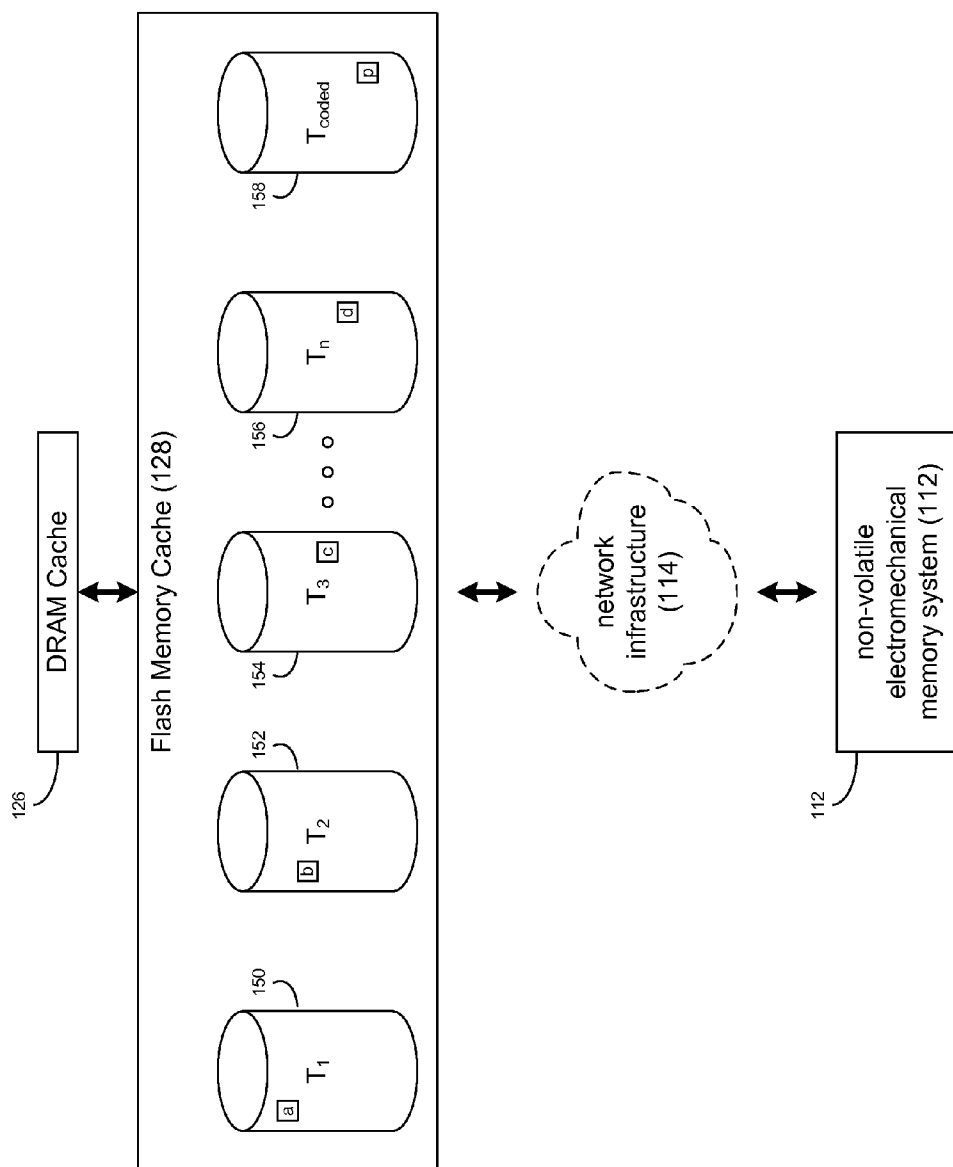 126
DRAM Cache
Flash Memory Cache (128)
150
T1
a
152
T2
b
154
T3
c
156
Tn
d
158
Tcoded
p
network
infrastructure
(114)
112
non-volatile
electromechanical
memory system (112)